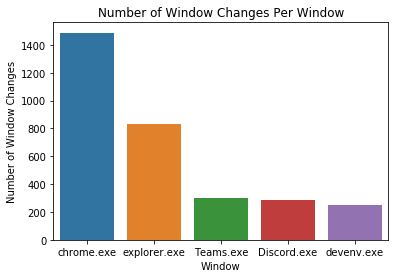 Number of Window Changes Per Window
Number of Window Changes
1400
1200
1000
800
600
400
200
0
chrome.exe explorer.exe Teams.exe Discord.exe devenv.exe
Window